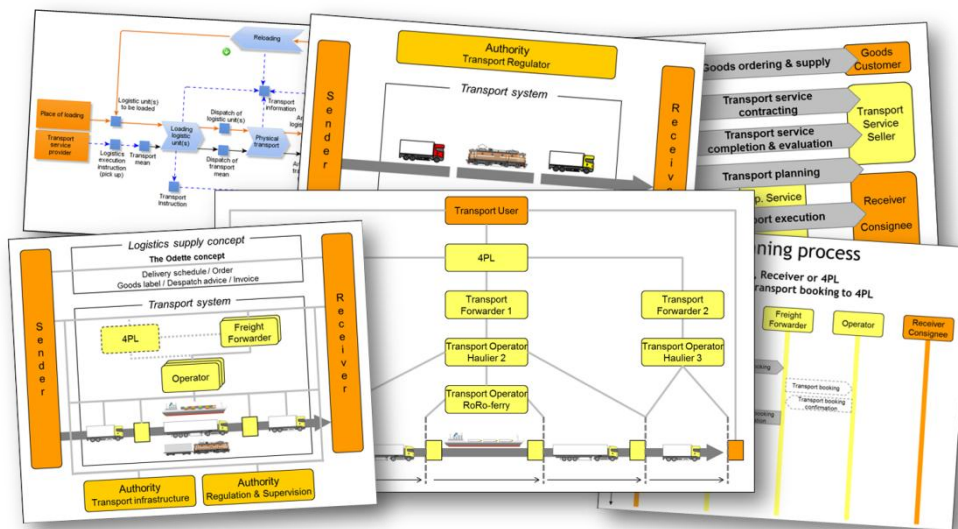 Reloading
Logistic unit(s)
to be loaded
Place of loading
Transport
service
provider
Loading
logistic
unit(s)
Dispatch of
logistic unit(s)
Transport
information
Physical
transport
Logistics
execution
instruction
(pick up)
Transport
mean
Dispatch of
transport
mean
Transport
Instruction
Authority
Transport Regulator
Transport system
Sender
Goods ordering & supply
Goods
Customer
Transport service
contracting
Transport
Service
Seller
Transport service
completion & evaluation
Transport planning
Service
execution
Receiver
Consignee
Transport User
4PL
Transport
Forwarder 1
Transport
Forwarder 2
Transport Operator
Haulier 2
Transport Operator
Haulier 3
Transport Operator
RoRo-ferry
Logistics supply concept
The Odette concept
Delivery schedule / Order
Goods label / Despatch advice / Invoice
Transport system
Sender
Receiver
4PL
Freight
Forwarder
Operator
Authority
Transport infrastructure
Authority
Regulation & Supervision
process
Receiver or 4PL
transport booking to 4PL
Freight
Forwarder
Operator
Receiver
Consignee
Transport booking
Transport booking
confirmation